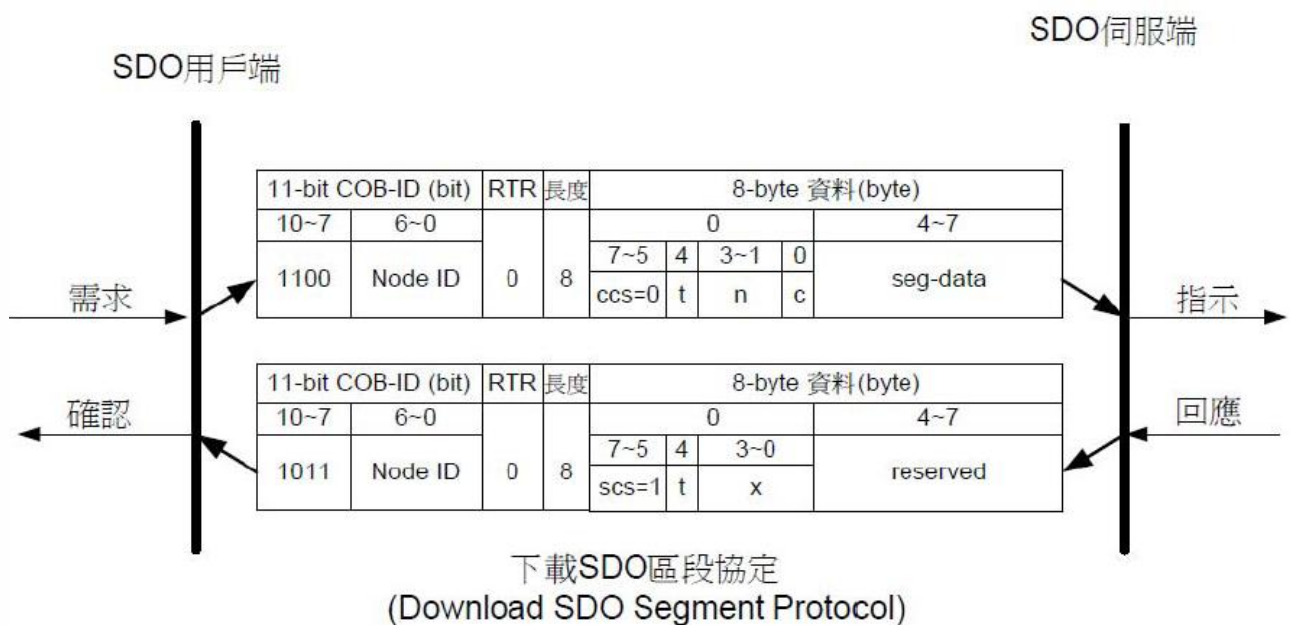 SDO伺服端
SDO用戶端
11-bit COB-ID (bit) RTR 長度 8-byte 資料(byte)
10~7 6~0 0 4~7
7~5 4 3~1 0
1100 Node ID 0 8 seg-data
ccs=0 t n c
需求
指示
11-bit COB-ID (bit) RTR 長度 8-byte 資料(byte)
10~7 6~0 0 4~7
確認
回應
7~5 4 3~0
1011 Node ID 0 8 reserved
scs=1 t x
下載SDO區段協定
(Download SDO Segment Protocol)